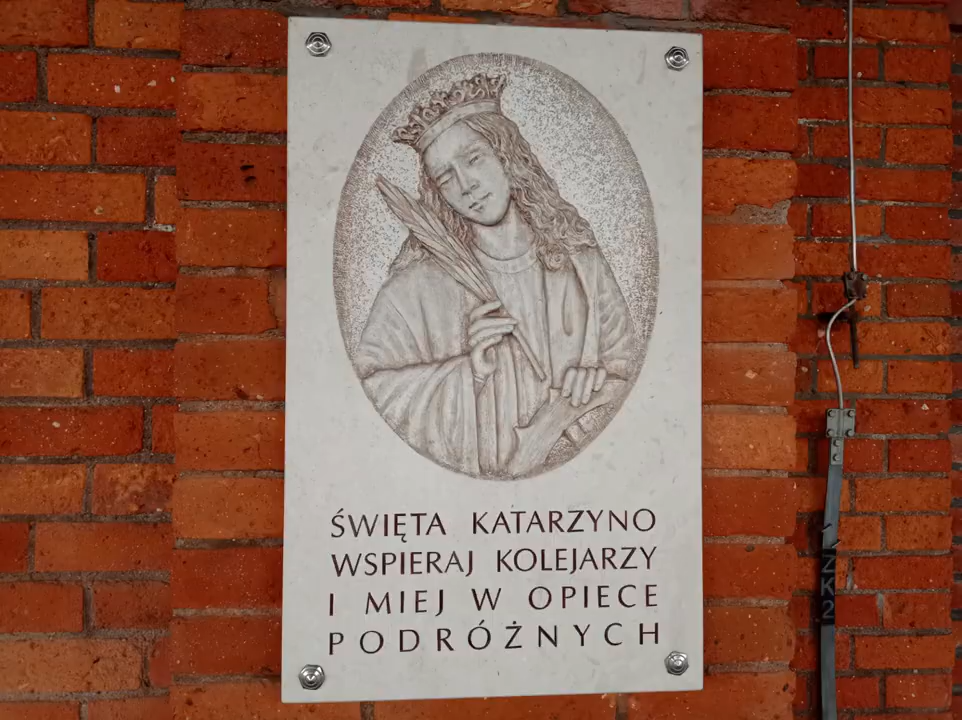 ŚWIĘTA KATARZYNO
WSPIERAJ KOLEJARZY
I MIEJ W OPIECE
PODRÓŻNYCH
ZK2